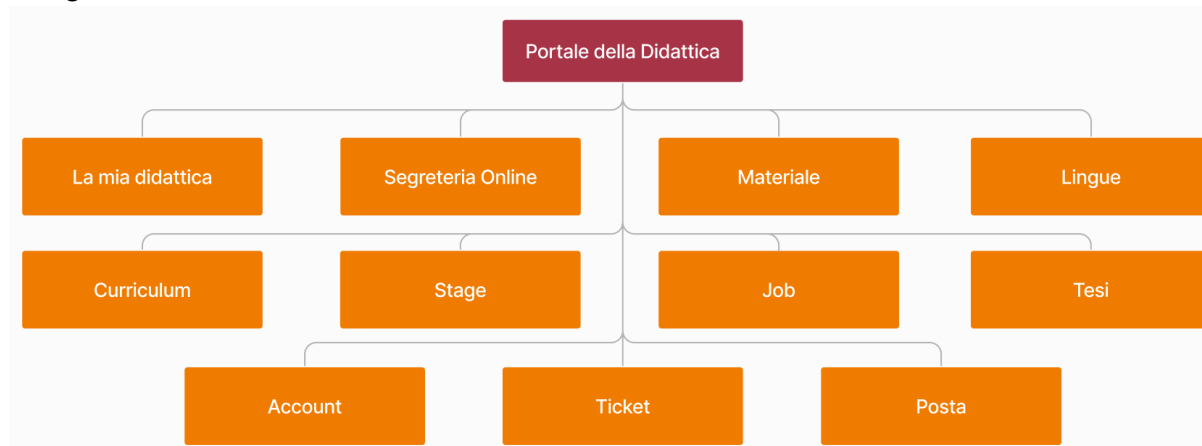 Portale della Didattica
La mia didattica
Segreteria Online
Materiale
Lingue
Curriculum
Stage
Job
Tesi
Account
Ticket
Posta